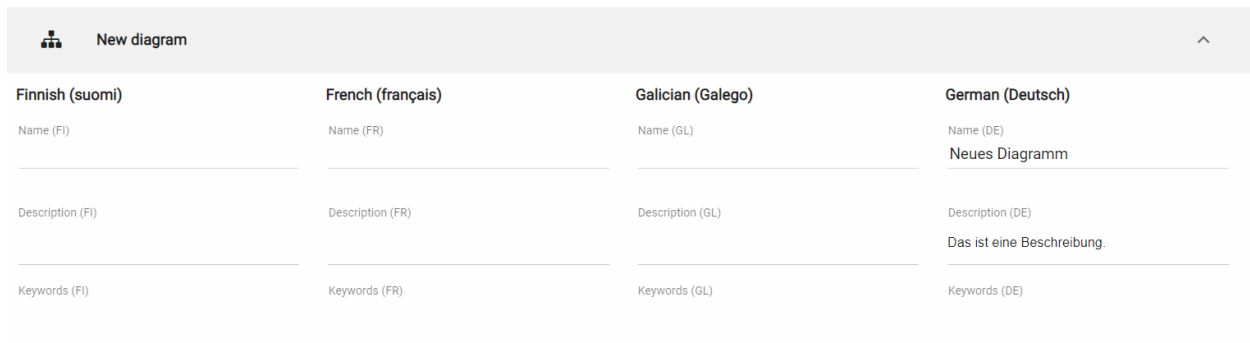 New diagram
Finnish (suomi) French (français) Galician (Galego) German (Deutsch)
Name (FI) Name (FR) Name (GL) Name (DE)
Neues Diagramm
Description (FI) Description (FR) Description (GL) Description (DE)
Das ist eine Beschreibung.
Keywords (FI) Keywords (FR) Keywords (GL) Keywords (DE)